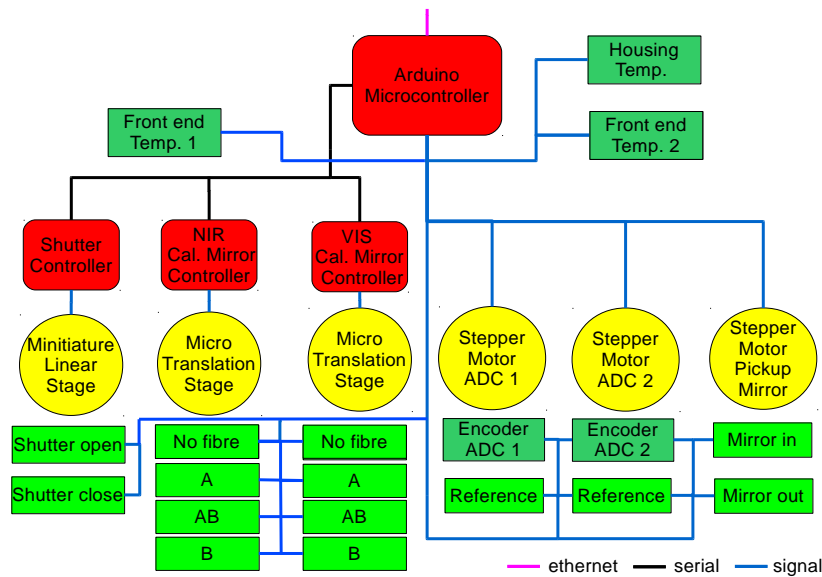 Arduino
Microcontroller
Housing
Temp.
Front end
Temp. 1
Front end
Temp. 2
Shutter
Controller
NIR
Cal. Mirror
Controller
VIS
Cal. Mirror
Controller
Minitiature
Linear
Stage
Micro
Translation
Stage
Micro
Translation
Stage
Stepper
Motor
ADC 1
Stepper
Motor
ADC 2
Stepper
Motor
Pickup
Mirror
Shutter open
Shutter close
No fibre
A
AB
B
No fibre
A
AB
B
Encoder
ADC 1
Encoder
ADC 2
Mirror in
Reference
Reference
Mirror out
ethernet
serial
signal